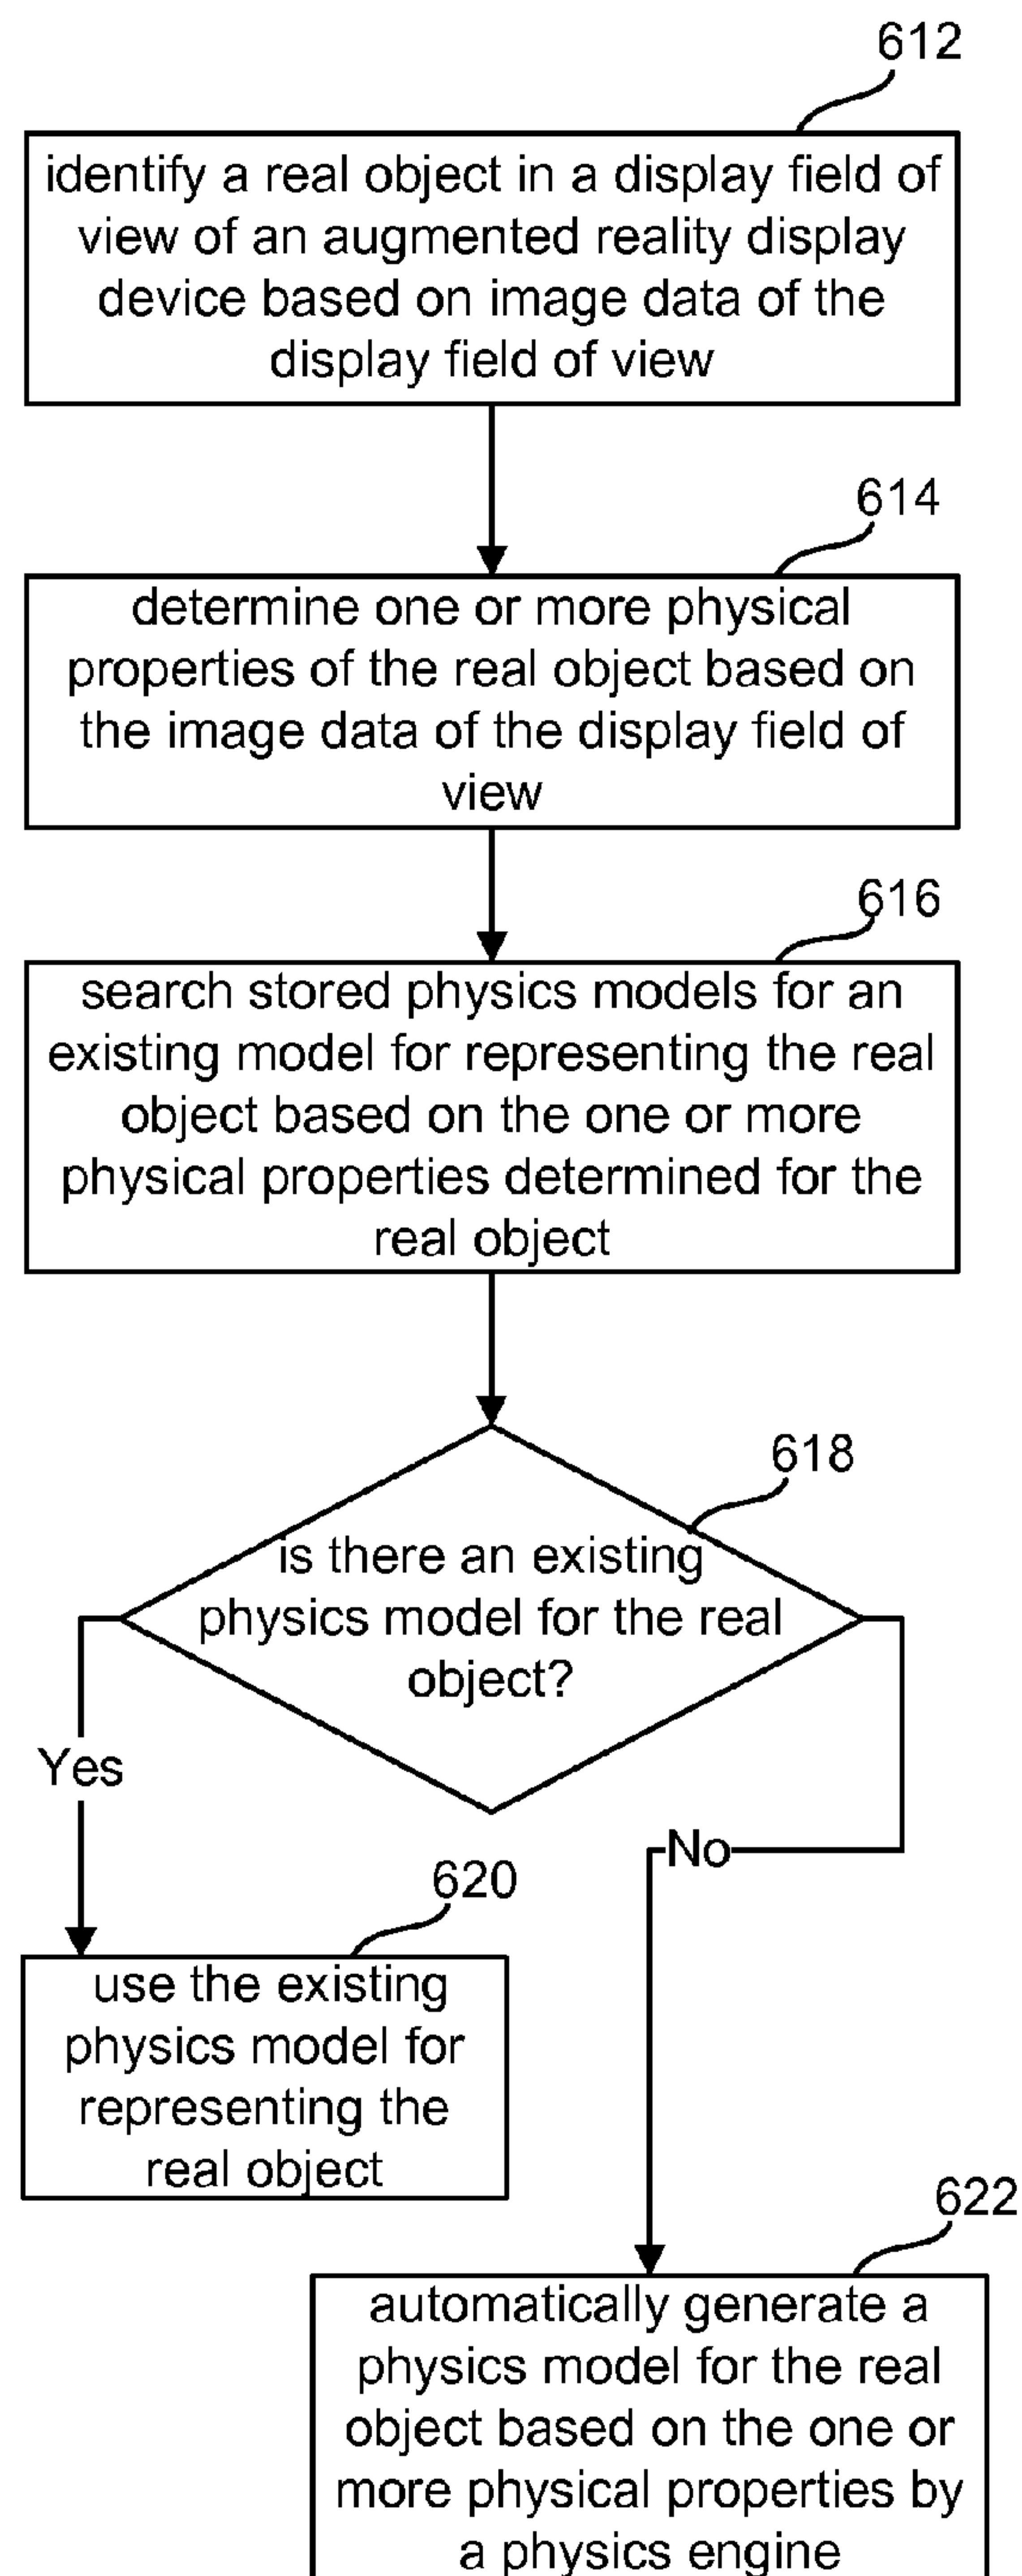 612
identify a real object in a display field of
view of an augmented reality display
device based on image data of the
display field of view
614
determine one or more physical
properties of the real object based on
the image data of the display field of
view
616
search stored physics models for an
existing model for representing the real
object based on the one or more
physical properties determined for the
real object
618
is there an existing
physics model for the real
object?
Yes
No
620
use the existing
physics model for
representing the
real object
622
automatically generate a
physics model for the real
object based on the one or
more physical properties by
a physics engine